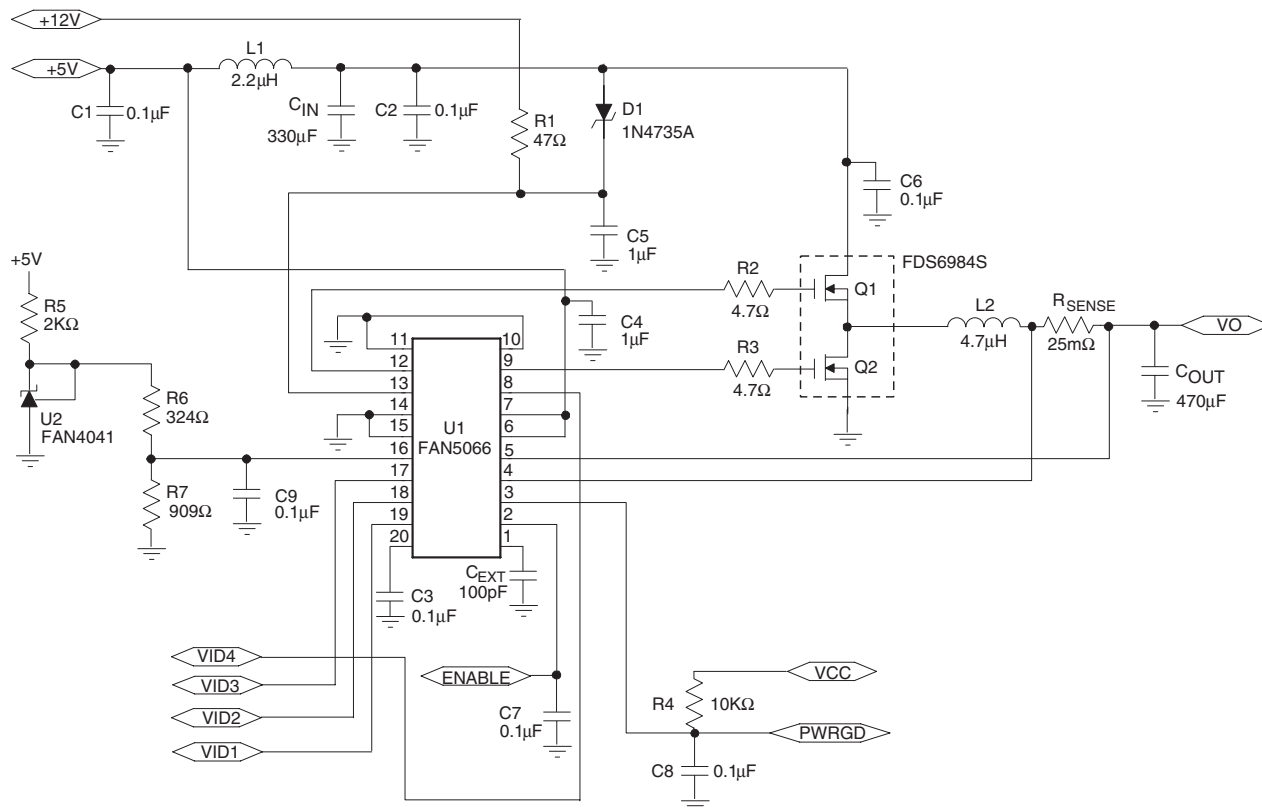 +12V
L1
+5V
2.2µH
C1
0.1µF
CIN
330µF
C2
0.1µF
R1
47Ω
D1
1N4735A
C6
0.1µF
C5
1µF
+5V
R5
2KΩ
FDS6984S
R2
4.7Ω
Q1
C4
1µF
L2
4.7µH
RSENSE
25mΩ
VO
R3
4.7Ω
Q2
COUT
470µF
11
12
13
14
15
16
17
18
19
20
10
9
8
7
6
5
4
3
2
1
U1
FAN5066
U2
FAN4041
R6
324Ω
R7
909Ω
C9
0.1µF
C3
0.1µF
CEXT
100pF
VID4
VID3
VID2
VID1
ENABLE
C7
0.1µF
VCC
R4
10KΩ
PWRGD
C8
0.1µF